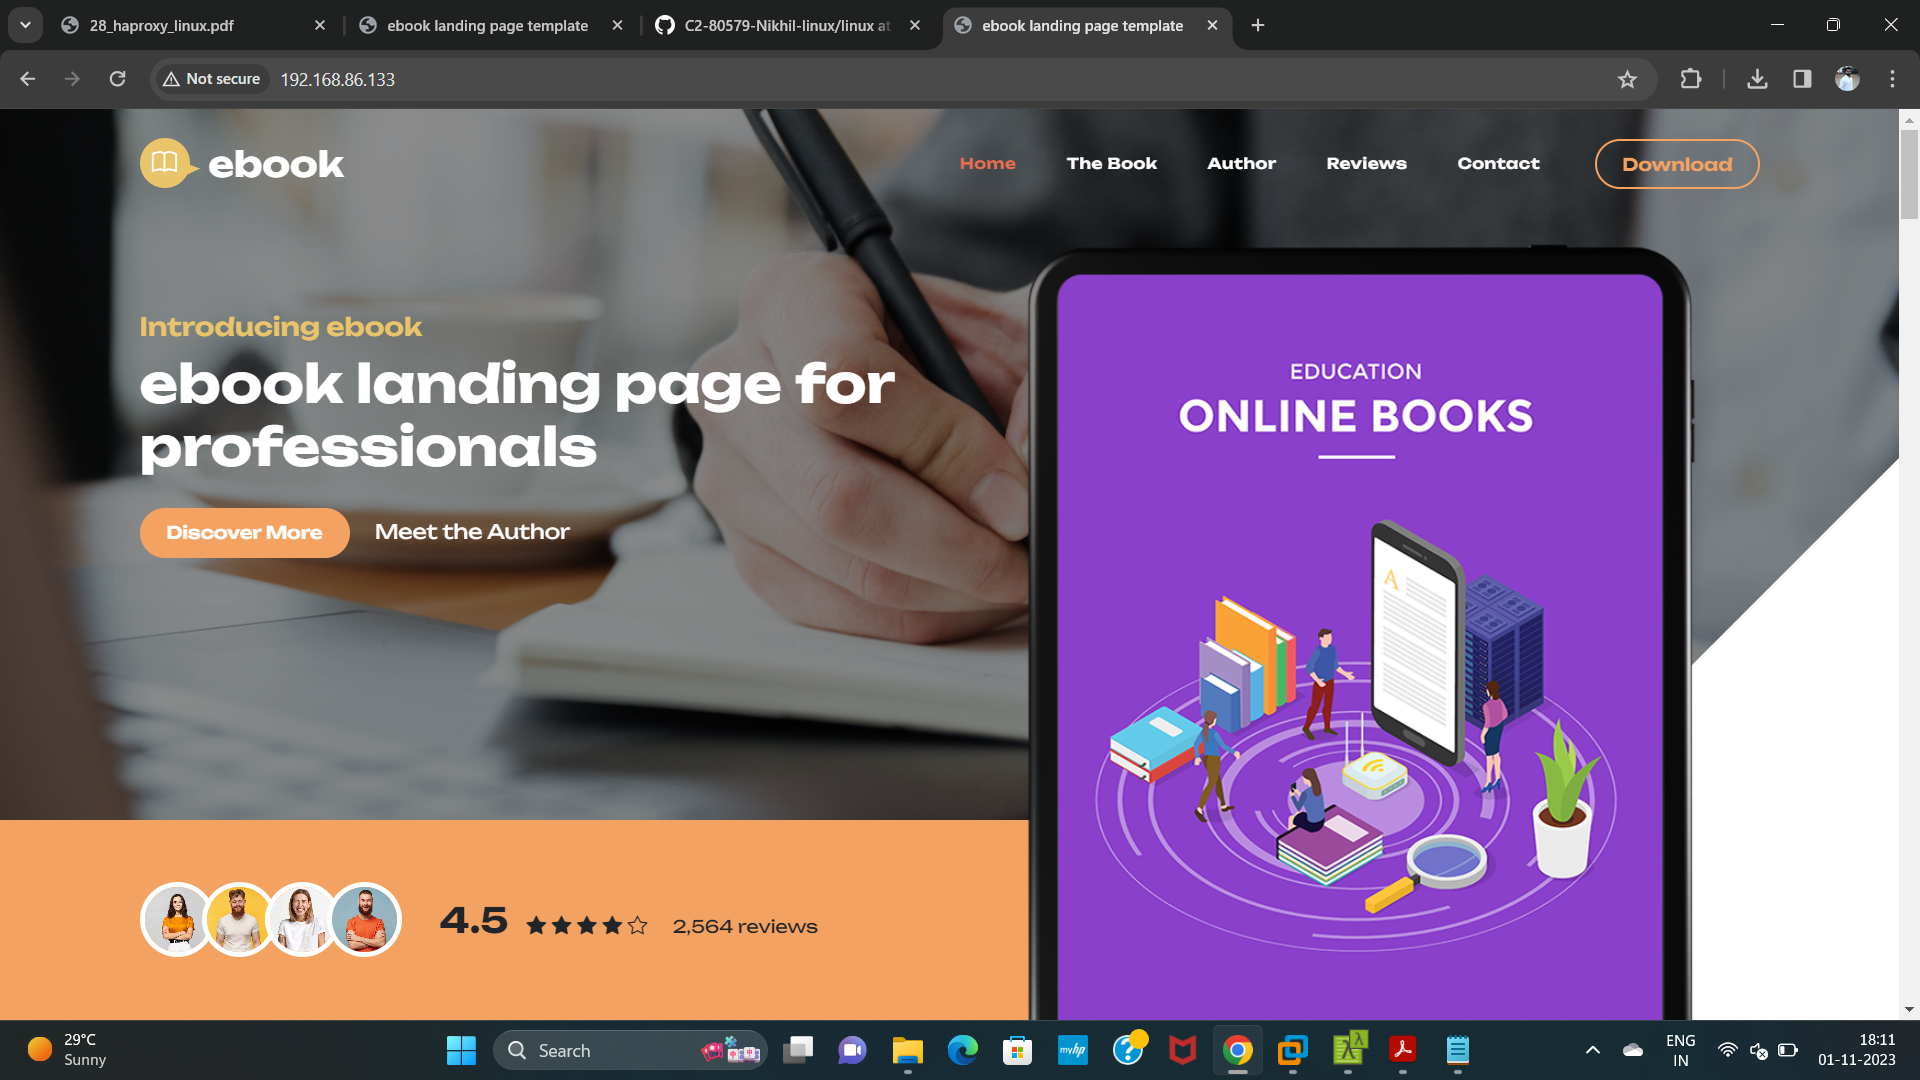 28_haproxy_linux.pdf
ebook landing page template
C2-80579-Nikhil-linux/linux at
ebook landing page template
Not secure
192.168.86.133
ebook
Home
The Book
Author
Reviews
Contact
Download
Introducing ebook
ebook landing page for
professionals
Discover More
Meet the Author
EDUCATION
ONLINE BOOKS
A
4.5
2,564 reviews
29°C
Sunny
Search
myhp
ENG
IN
18:11
01-11-2023